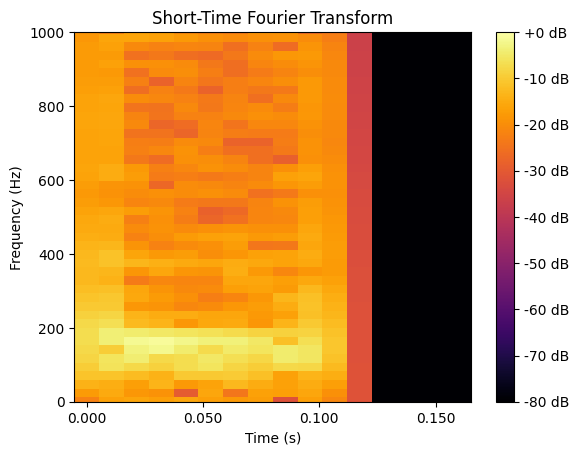 Short-Time Fourier Transform
1000
800
600
400
200
0
Frequency (Hz)
0.000
0.050
0.100
0.150
Time (s)
+0 dB
-10 dB
-20 dB
-30 dB
-40 dB
-50 dB
-60 dB
-70 dB
-80 dB